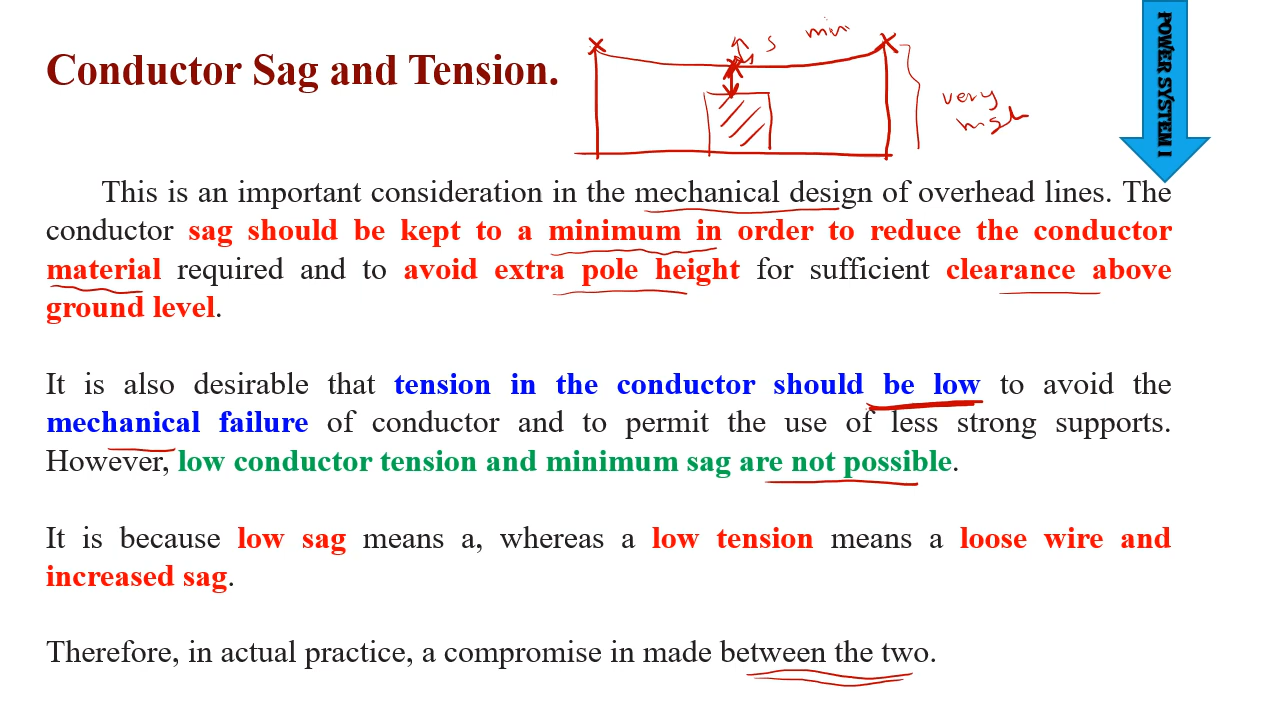 Conductor Sag and Tension.
s min
very
high
POWER SYSTEM I
This is an important consideration in the mechanical design of overhead lines. The
conductor sag should be kept to a minimum in order to reduce the conductor
material required and to avoid extra pole height for sufficient clearance above
ground level.
It is also desirable that tension in the conductor should be low to avoid the
mechanical failure of conductor and to permit the use of less strong supports.
However, low conductor tension and minimum sag are not possible.
It is because low sag means a, whereas a low tension means a loose wire and
increased sag.
Therefore, in actual practice, a compromise in made between the two.